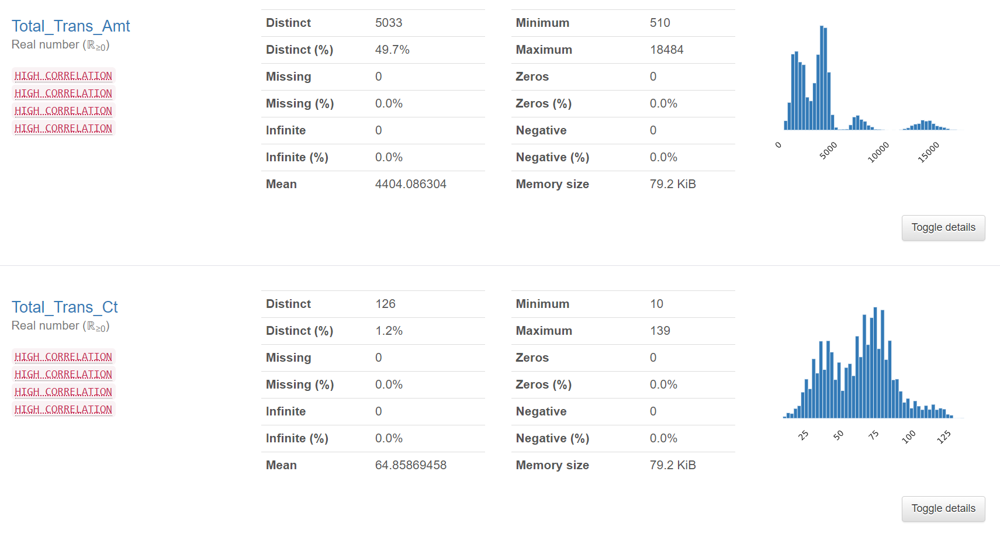 Total_Trans_Amt
Real number (ℝ≥0)
HIGH CORRELATION
HIGH CORRELATION
HIGH CORRELATION
HIGH CORRELATION
Distinct 5033
Distinct (%) 49.7%
Missing 0
Missing (%) 0.0%
Infinite 0
Infinite (%) 0.0%
Mean 4404.086304
Minimum 510
Maximum 18484
Zeros 0
Zeros (%) 0.0%
Negative 0
Negative (%) 0.0%
Memory size 79.2 KiB
0 5000 10000 15000
Toggle details
Total_Trans_Ct
Real number (ℝ≥0)
HIGH CORRELATION
HIGH CORRELATION
HIGH CORRELATION
HIGH CORRELATION
Distinct 126
Distinct (%) 1.2%
Missing 0
Missing (%) 0.0%
Infinite 0
Infinite (%) 0.0%
Mean 64.85869458
Minimum 10
Maximum 139
Zeros 0
Zeros (%) 0.0%
Negative 0
Negative (%) 0.0%
Memory size 79.2 KiB
25 50 75 100 125
Toggle details